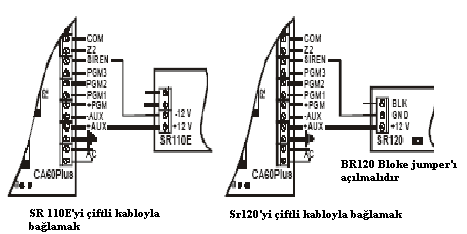 COM
Z2
SIREN
PGM3
PGM2
PGM1
+PGM
-AUX
+AUX
AC
CA60Plus
-12 V
+12 V
SR110E
SR 110E'yi çiftli kabloyla
bağlamak
COM
Z2
SIREN
PGM3
PGM2
PGM1
+PGM
-AUX
+AUX
AC
CA60Plus
BLK
GND
+12 V
SR120
BR120 Bloke jumper'ı
açılmalıdır
Sr120'yi çiftli kabloyla bağlamak